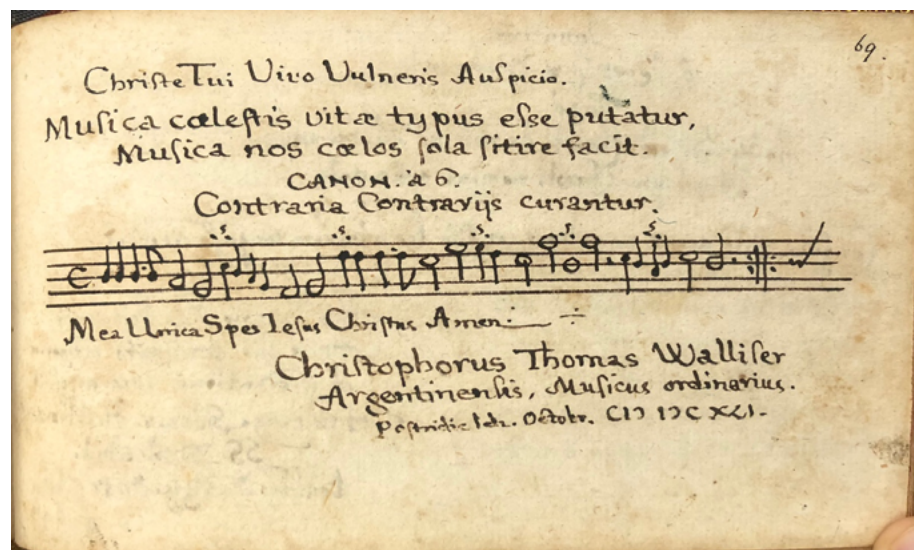 69.
Christe Tui Vivo Vulneris Auſpicio.
Muſica cœleſtis vitæ typus eſſe putatur,
Muſica nos cœlos ſola ſitire facit.
CANON. à 6.
Contraria Contrarijs curantur.
.S. .S. .S. .S. .S.
C
Mea Unica Spes Ieſus Chriſtus Amen
Chriſtophorus Thomas Walliſer
Argentinenſis, Muſicus ordinarius.
Poſtridie Id. Octobr. CIↃ IↃC XLI.